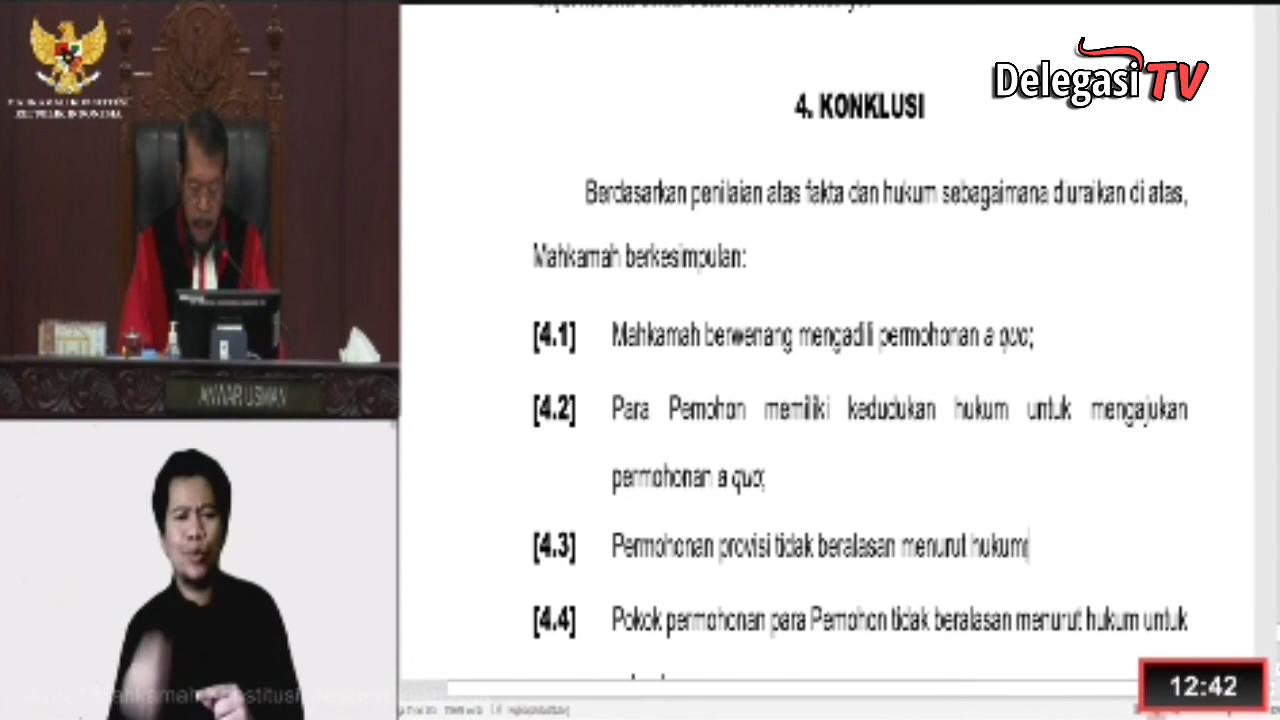 Delegasi TV
REPUBLIK INDONESIA
4. KONKLUSI
Berdasarkan penilaian atas fakta dan hukum sebagaimana diuraikan di atas,
Mahkamah berkesimpulan:
[4.1] Mahkamah berwenang mengadili permohonan a quo;
[4.2] Para Pemohon memiliki kedudukan hukum untuk mengajukan
permohonan a quo;
[4.3] Permohonan provisi tidak beralasan menurut hukum;
[4.4] Pokok permohonan para Pemohon tidak beralasan menurut hukum untuk
ANWAR USMAN
12:42